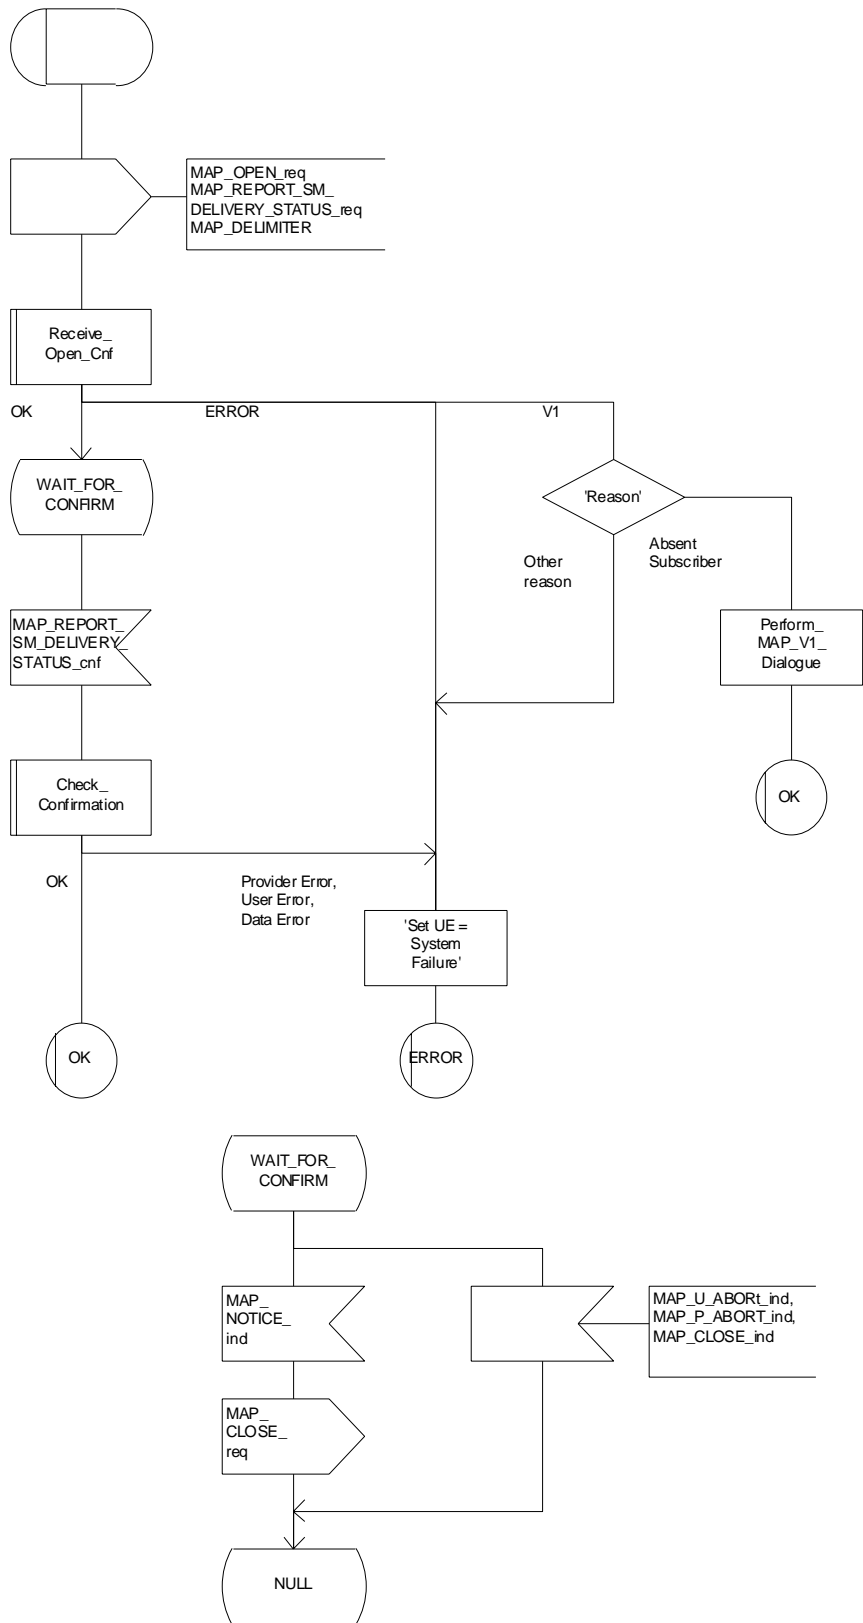 MAP_OPEN_req
MAP_REPORT_SM_
DELIVERY_STATUS_req
MAP_DELIMITER
Receive_
Open_Cnf
OK
ERROR
V1
WAIT_FOR_
CONFIRM
'Reason'
Other
reason
Absent
Subscriber
MAP_REPORT_
SM_DELIVERY_
STATUS_cnf
Perform_
MAP_V1_
Dialogue
Check_
Confirmation
OK
OK
Provider Error,
User Error,
Data Error
'Set UE =
System
Failure'
OK
ERROR
WAIT_FOR_
CONFIRM
MAP_
NOTICE_
ind
MAP_U_ABORt_ind,
MAP_P_ABORT_ind,
MAP_CLOSE_ind
MAP_
CLOSE_
req
NULL